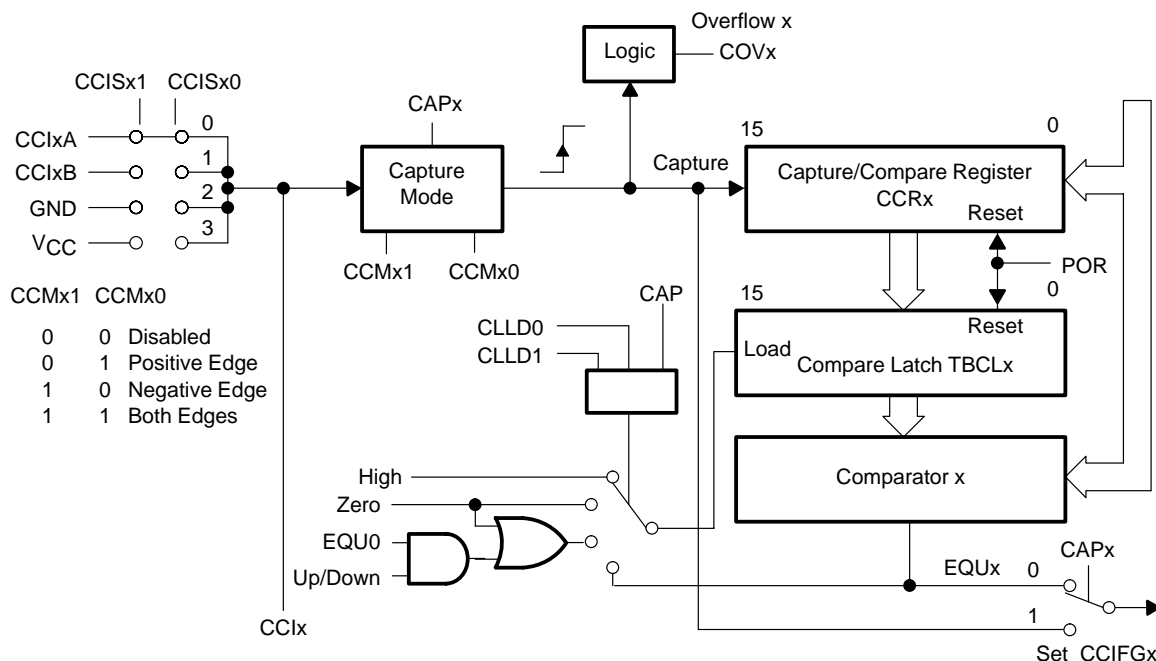 Overflow x
Logic
COVx
CCISx1
CCISx0
CAPx
0
CCIxA
1
CCIxB
2
GND
3
VCC
Capture
Mode
Capture
15
0
Capture/Compare Register
CCRx
Reset
CCMx1
CCMx0
POR
CCMx1 CCMx0
0 0 Disabled
0 1 Positive Edge
1 0 Negative Edge
1 1 Both Edges
CAP
CLLD0
CLLD1
15
0
Reset
Load
Compare Latch TBCLx
Comparator x
High
Zero
EQU0
Up/Down
CCIx
EQUx
0
CAPx
1
Set CCIFGx